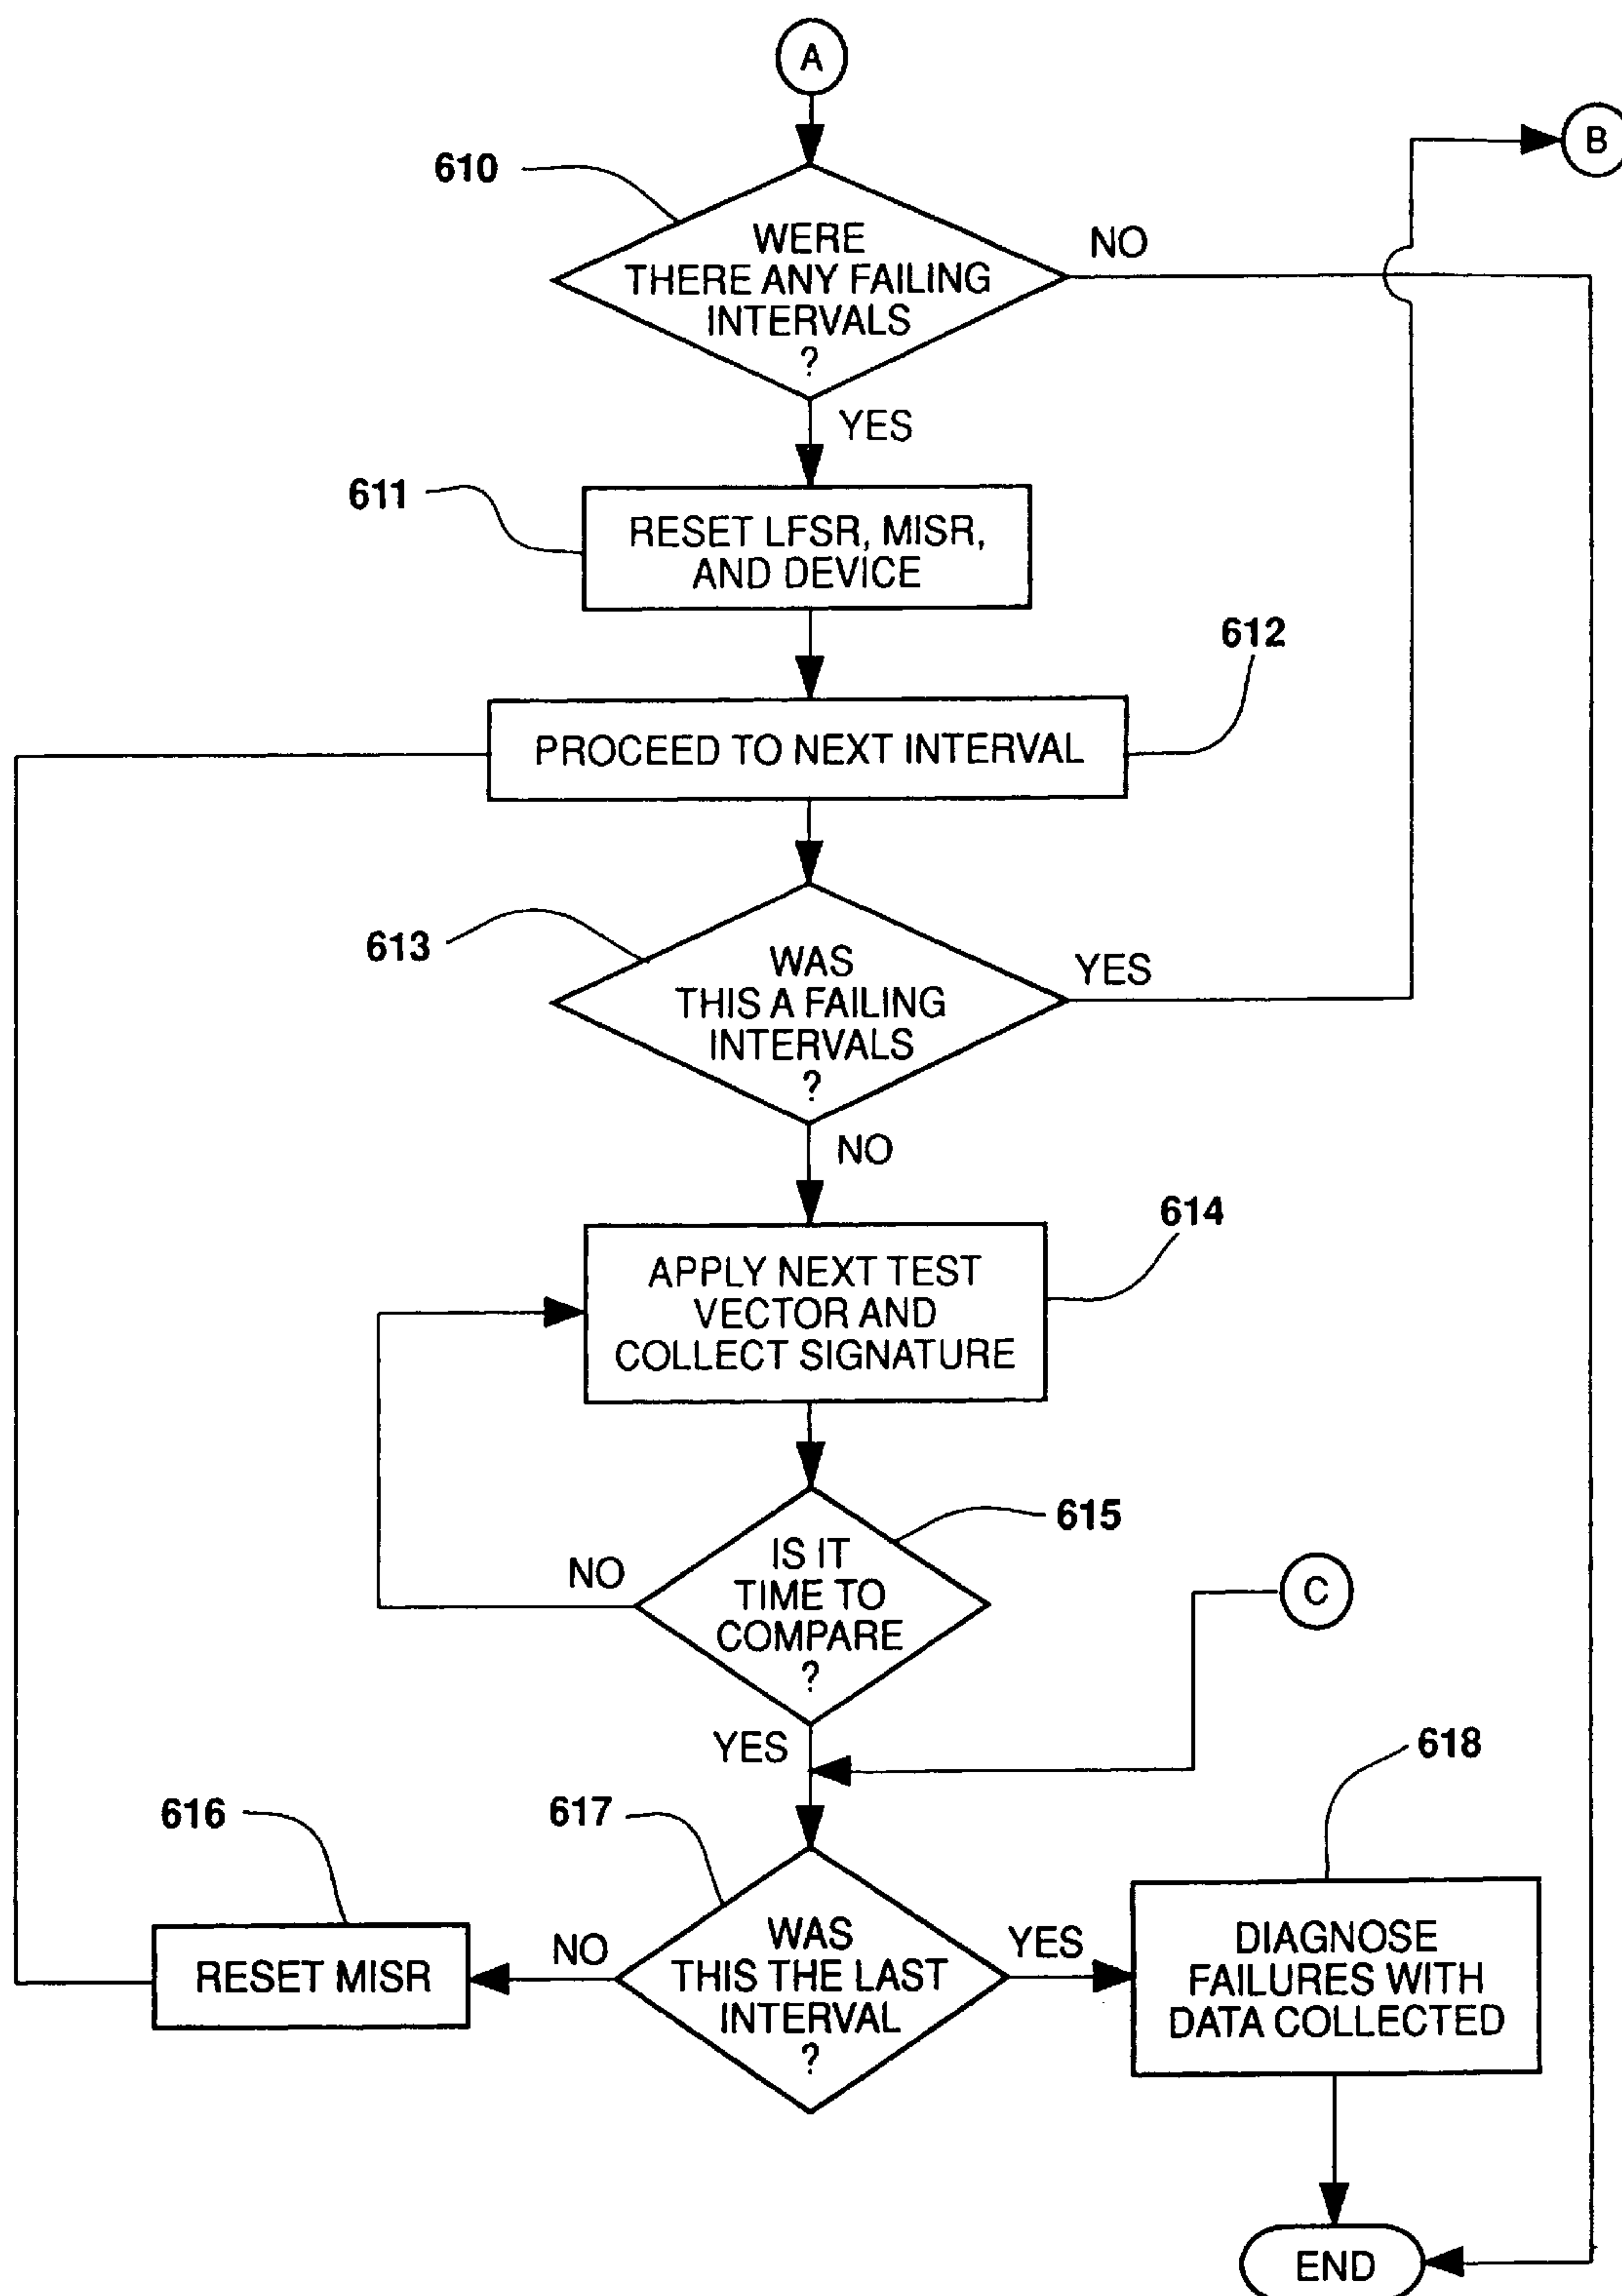 A
B
610
WERE
THERE ANY FAILING
INTERVALS
?
NO
YES
611
RESET LFSR, MISR,
AND DEVICE
612
PROCEED TO NEXT INTERVAL
613
WAS
THIS A FAILING
INTERVALS
?
YES
NO
614
APPLY NEXT TEST
VECTOR AND
COLLECT SIGNATURE
615
IS IT
TIME TO
COMPARE
?
NO
C
YES
618
616
617
WAS
THIS THE LAST
INTERVAL
?
NO
YES
RESET MISR
DIAGNOSE
FAILURES WITH
DATA COLLECTED
END